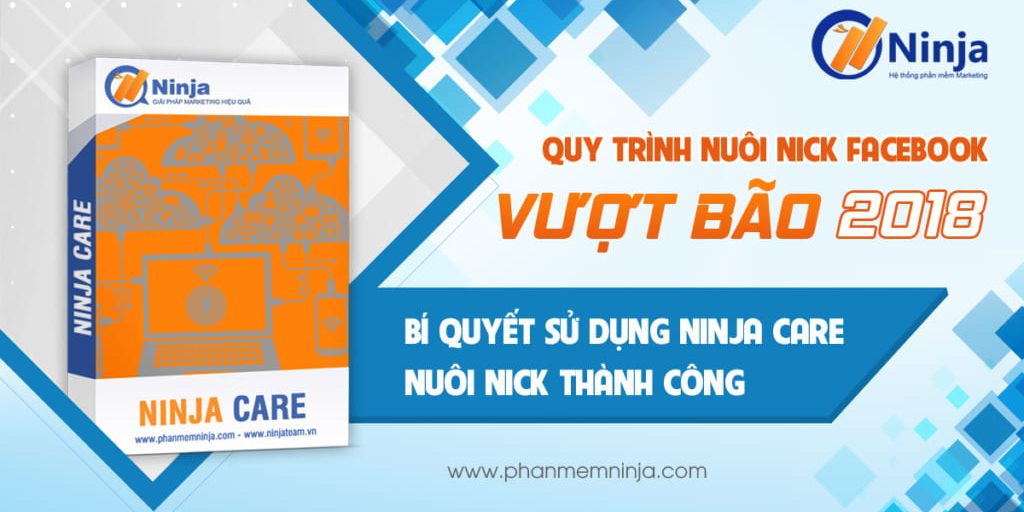 Ninja
GIẢI PHÁP MARKETING HIỆU QUẢ
NINJA CARE
NINJA CARE
www.phanmemninja.com - www.ninjateam.vn
Ninja
Hệ thống phần mềm Marketing
QUY TRÌNH NUÔI NICK FACEBOOK
VƯỢT BÃO 2018
BÍ QUYẾT SỬ DỤNG NINJA CARE
NUÔI NICK THÀNH CÔNG
www.phanmemninja.com